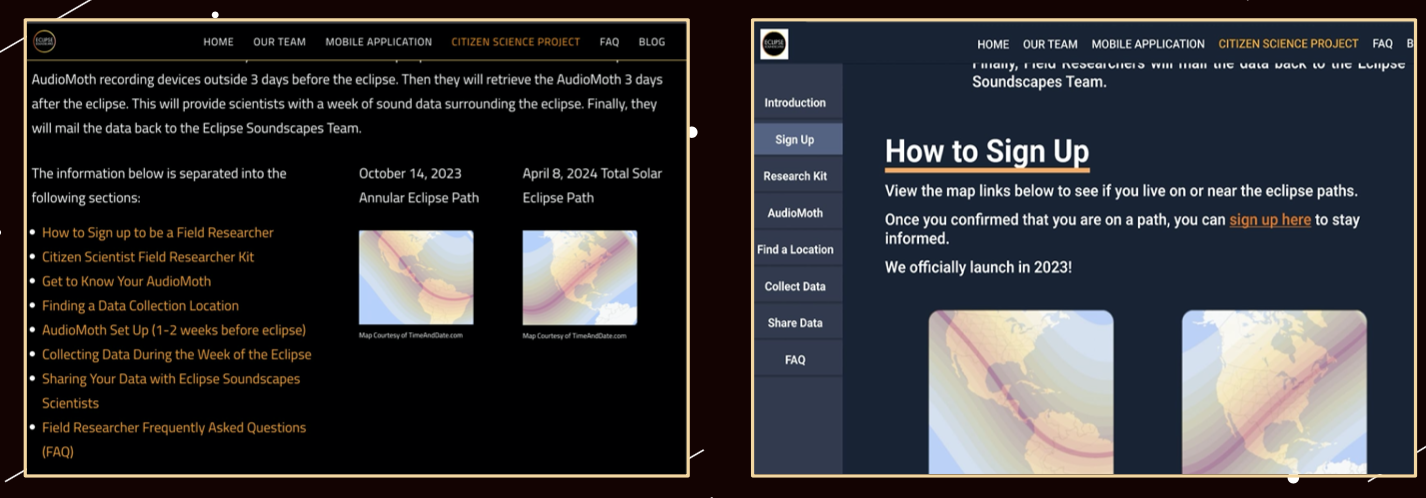 ECLIPSE
HOME OUR TEAM MOBILE APPLICATION CITIZEN SCIENCE PROJECT FAQ BLOG
AudioMoth recording devices outside 3 days before the eclipse. Then they will retrieve the AudioMoth 3 days
after the eclipse. This will provide scientists with a week of sound data surrounding the eclipse. Finally, they
will mail the data back to the Eclipse Soundscapes Team.
The information below is separated into the
following sections:
How to Sign up to be a Field Researcher
Citizen Scientist Field Researcher Kit
Get to Know Your AudioMoth
Finding a Data Collection Location
AudioMoth Set Up (1-2 weeks before eclipse)
Collecting Data During the Week of the Eclipse
Sharing Your Data with Eclipse Soundscapes
Scientists
Field Researcher Frequently Asked Questions
(FAQ)
October 14, 2023
Annular Eclipse Path
Map Courtesy of TimeAndDate.com
April 8, 2024 Total Solar
Eclipse Path
Map Courtesy of TimeAndDate.com
ECLIPSE
HOME OUR TEAM MOBILE APPLICATION CITIZEN SCIENCE PROJECT FAQ B
Introduction
Sign Up
Research Kit
AudioMoth
Find a Location
Collect Data
Share Data
FAQ
Finally, Field Researchers will mail the data back to the Eclipse
Soundscapes Team.
How to Sign Up
View the map links below to see if you live on or near the eclipse paths.
Once you confirmed that you are on a path, you can sign up here to stay
informed.
We officially launch in 2023!